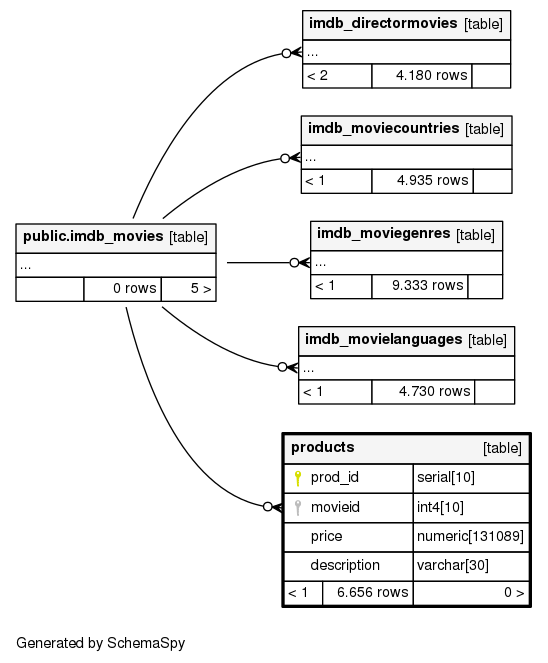 imdb_directormovies [table]
...
< 2 4.180 rows
imdb_moviecountries [table]
...
< 1 4.935 rows
public.imdb_movies [table]
...
0 rows 5 >
imdb_moviegenres [table]
...
< 1 9.333 rows
imdb_movielanguages [table]
...
< 1 4.730 rows
products [table]
prod_id serial[10]
movieid int4[10]
price numeric[131089]
description varchar[30]
< 1 6.656 rows 0 >
Generated by SchemaSpy